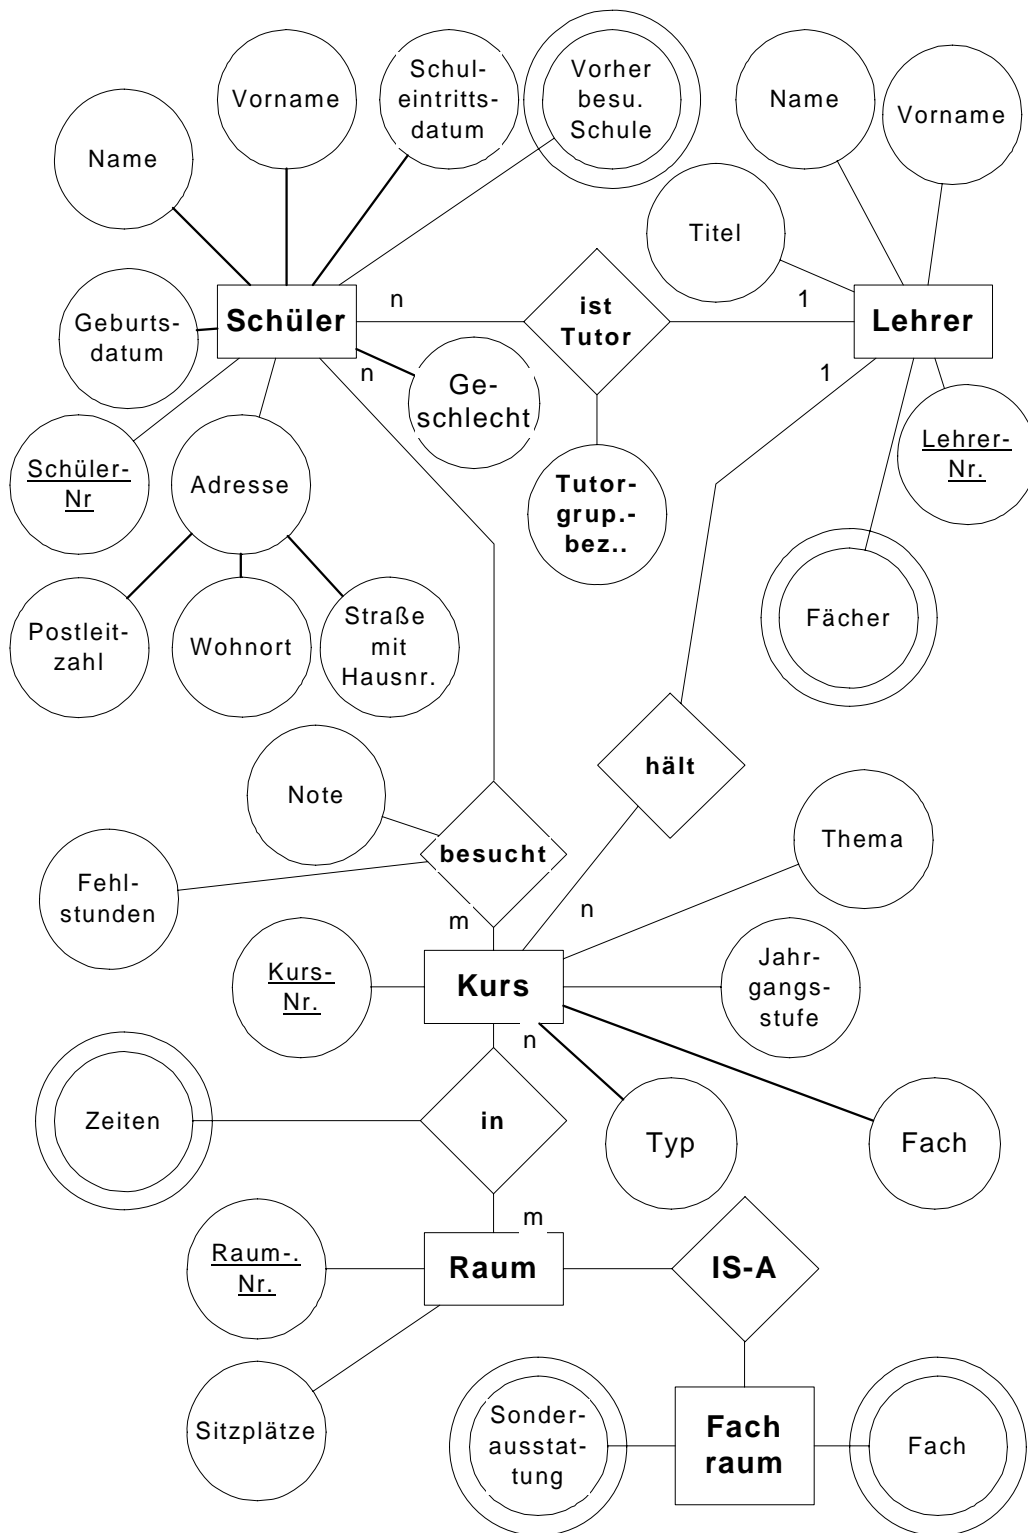 Schul-
eintritts-
datum
Vorher
besu.
Schule
Vorname
Name
Vorname
Name
Titel
n
ist
Tutor
1
Schüler
Lehrer
Geburts-
datum
n
Ge-
schlecht
1
Schüler-
Nr
Adresse
Tutor-
grup.-
bez..
Lehrer-
Nr.
Postleit-
zahl
Wohnort
Straße
mit
Hausnr.
Fächer
hält
Note
besucht
Thema
Fehl-
stunden
m
n
Kurs-
Nr.
Kurs
Jahr-
gangs-
stufe
n
Zeiten
in
Typ
Fach
m
Raum-.
Nr.
Raum
IS-A
Sitzplätze
Sonder-
ausstat-
tung
Fach
raum
Fach